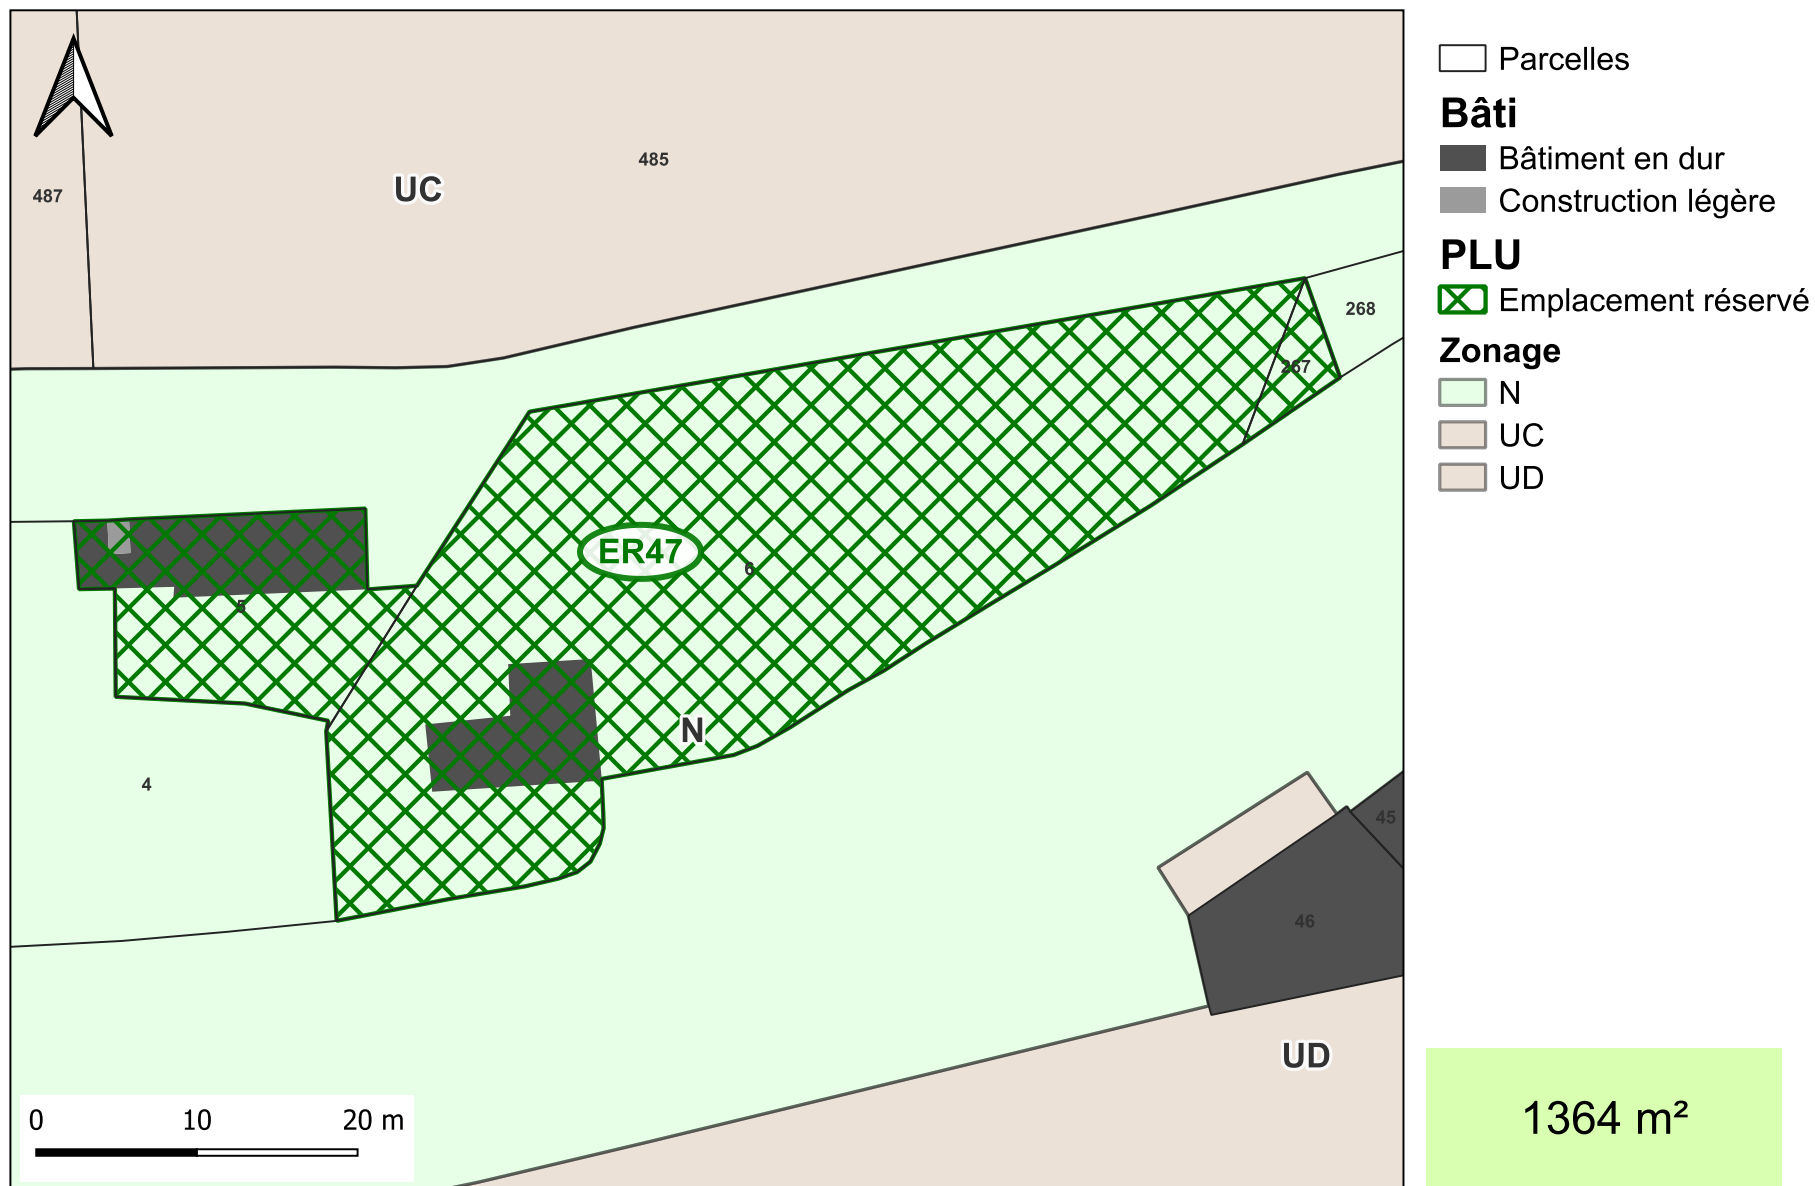 485
487
UC
268
267
ER47
6
5
N
4
45
46
UD
0 10 20 m
Parcelles
Bâti
Bâtiment en dur
Construction légère
PLU
Emplacement réservé
Zonage
N
UC
UD
1364 m²